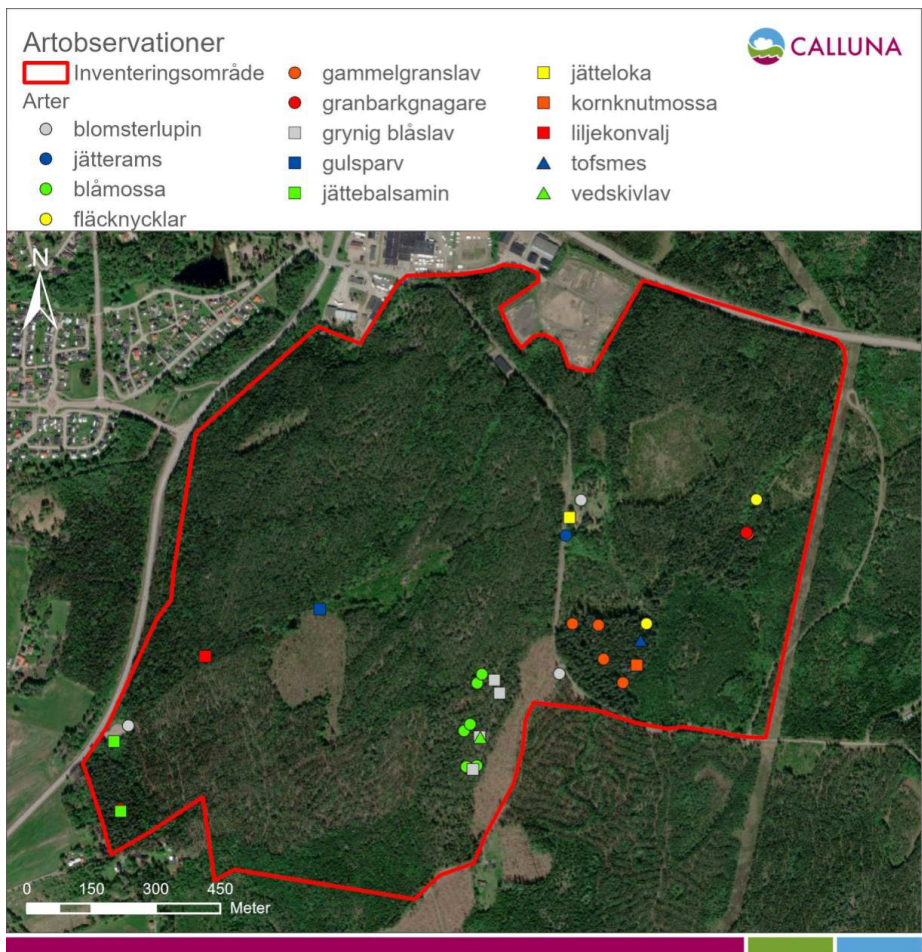 Artobservationer
CALLUNA
Inventeringsområde
Arter
blomsterlupin
jätterams
blåmossa
fläcknycklar
gammelgranslav
granbarkgnagare
grynig blåslav
gulsparv
jättebalsamin
jätteloka
kornknutmossa
liljekonvalj
tofsmes
vedskivlav
N
0 150 300 450
Meter